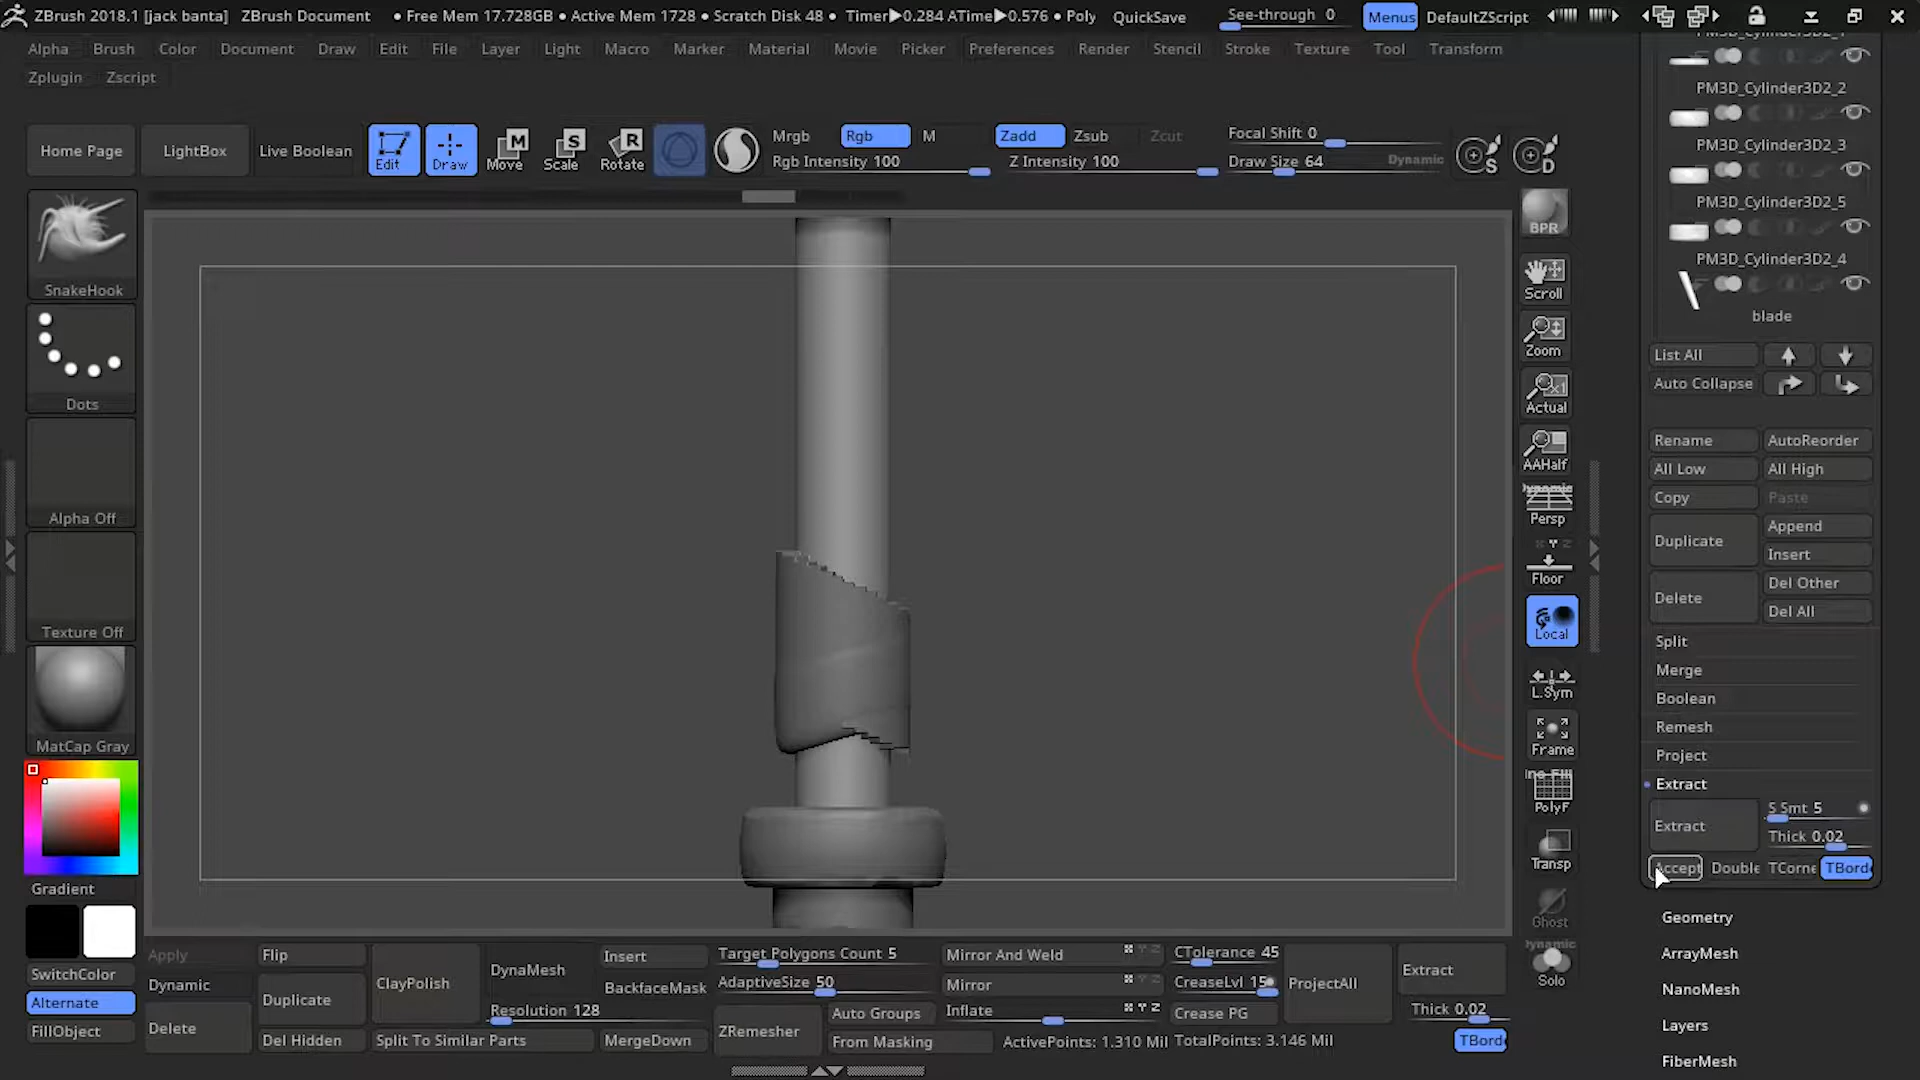 ZBrush 2018.1 [jack banta] ZBrush Document • Free Mem 17.728GB • Active Mem 1728 • Scratch Disk 48 • Timer▶0.284 ATime▶0.576 • Poly QuickSave See-through 0 Menus DefaultZScript
Alpha Brush Color Document Draw Edit File Layer Light Macro Marker Material Movie Picker Preferences Render Stencil Stroke Texture Tool Transform
Zplugin Zscript
Home Page LightBox Live Boolean Edit Draw Move Scale Rotate
M S R
Mrgb Rgb M Zadd Zsub Zcut Focal Shift 0
Rgb Intensity 100 Z Intensity 100 Draw Size 64 Dynamic
S D
SnakeHook
Dots
Alpha Off
Texture Off
MatCap Gray
Gradient
SwitchColor
Alternate
FillObject
BPR
Scroll
Zoom
Actual
AAHalf
Dynamic
Persp
X Y Z
Floor
Local
L.Sym
Frame
PolyF
Transp
Ghost
Dynamic
Solo
PM3D_Cylinder3D2_2
PM3D_Cylinder3D2_3
PM3D_Cylinder3D2_5
PM3D_Cylinder3D2_4
blade
List All
Auto Collapse
Rename AutoReorder
All Low All High
Copy Paste
Duplicate Append
Insert
Delete Del Other
Del All
Split
Merge
Boolean
Remesh
Project
Extract
Extract S Smt 5
Thick 0.02
Accept Double TCorne TBorde
Geometry
ArrayMesh
NanoMesh
Layers
FiberMesh
Apply Flip ClayPolish DynaMesh Insert Target Polygons Count 5 Mirror And Weld CTolerance 45 ProjectAll Extract
Dynamic Duplicate BackfaceMask AdaptiveSize 50 Mirror CreaseLvl 15
Delete Resolution 128 ZRemesher Auto Groups Inflate Crease PG Thick 0.02
Del Hidden Split To Similar Parts MergeDown From Masking ActivePoints: 1.310 Mil TotalPoints: 3.146 Mil TBorde